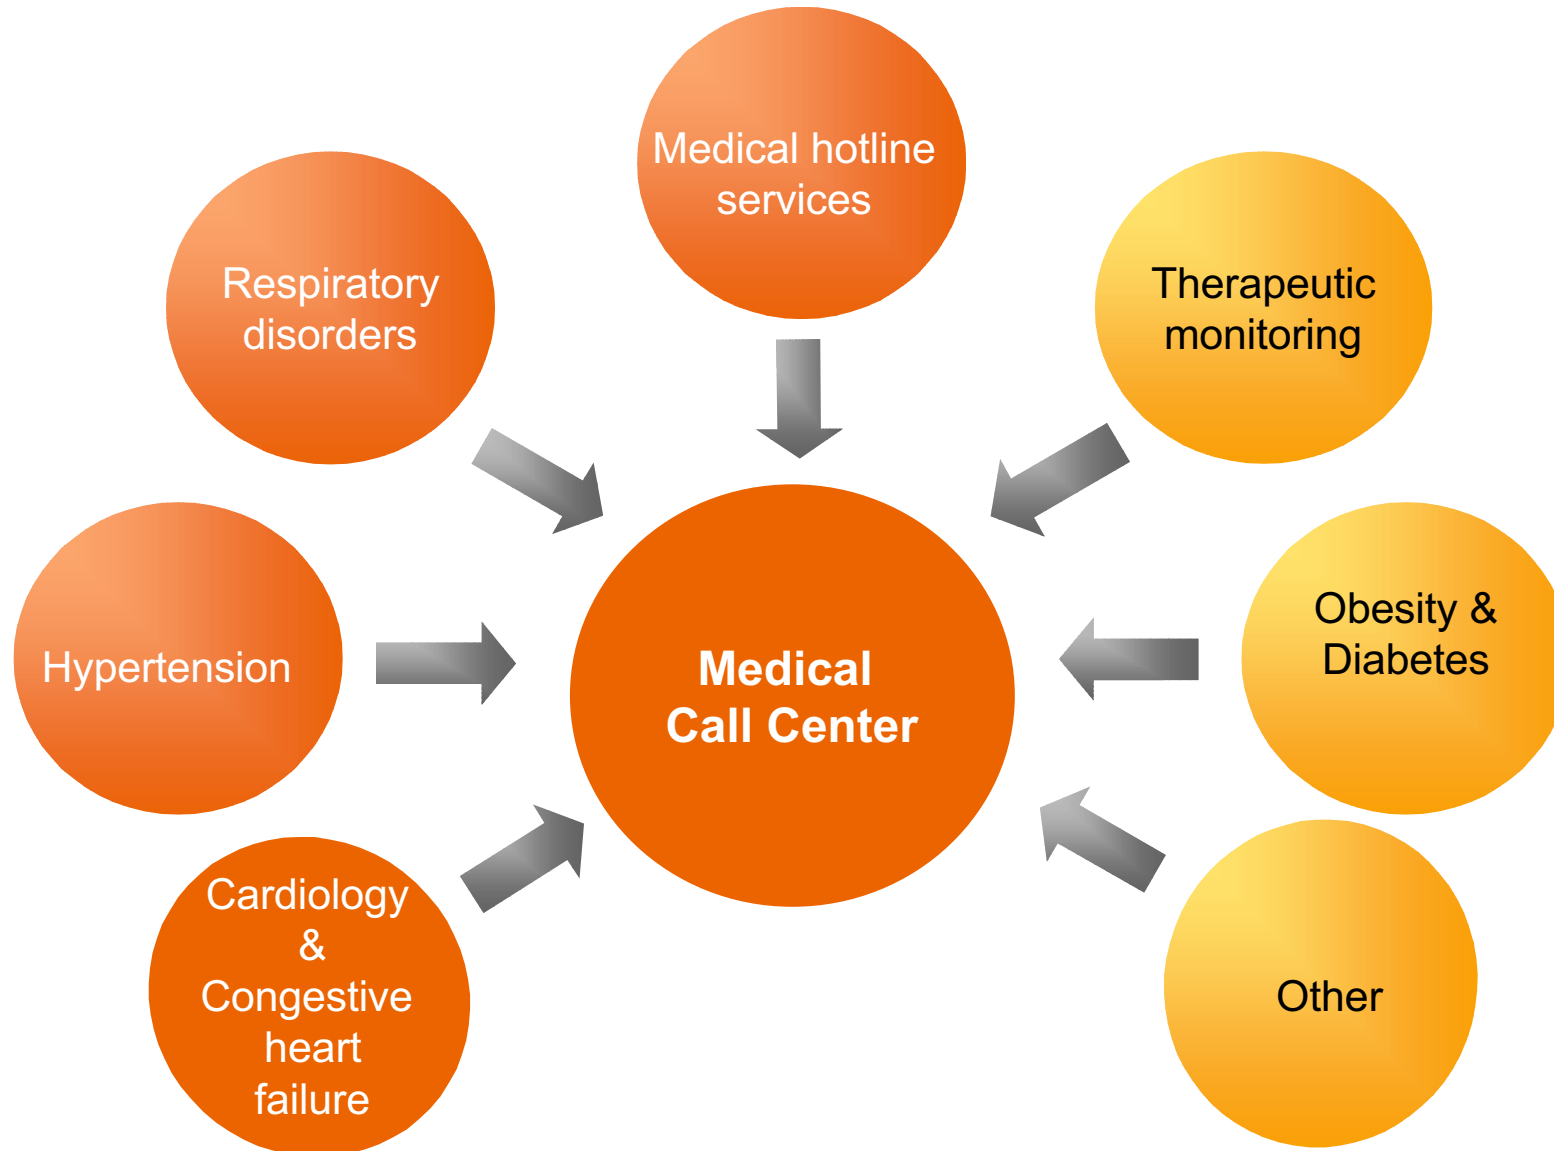 Medical hotline
services
Respiratory
disorders
Therapeutic
monitoring
Hypertension
Medical
Call Center
Obesity &
Diabetes
Cardiology
&
Congestive
heart
failure
Other